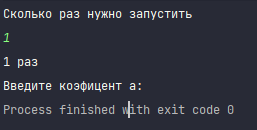 Сколько раз нужно запустить
1
1 раз
Введите коэфицент a:
Process finished with exit code 0